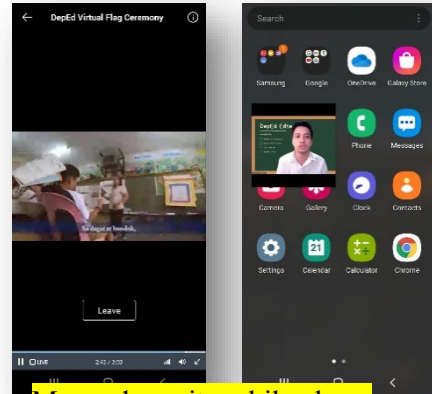 DepEd Virtual Flag Ceremony
Sa dagat at bundok,
Leave
LIVE
Search
Samsung
Google
OneDrive
Galaxy Store
DepEd
Phone
Messages
Camera
Gallery
Clock
Contacts
Settings
21
Calendar
Calculator
Chrome